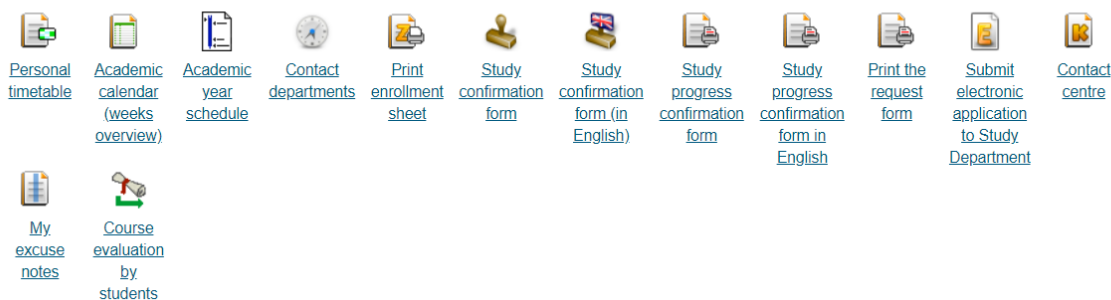 Personal
timetable
Academic
calendar
(weeks
overview)
Academic
year
schedule
Contact
departments
Z
Print
enrollment
sheet
Study
confirmation
form
Study
confirmation
form (in
English)
Study
progress
confirmation
form
Study
progress
confirmation
form in
English
Print the
request
form
E
Submit
electronic
application
to Study
Department
K
Contact
centre
My
excuse
notes
Course
evaluation
by
students